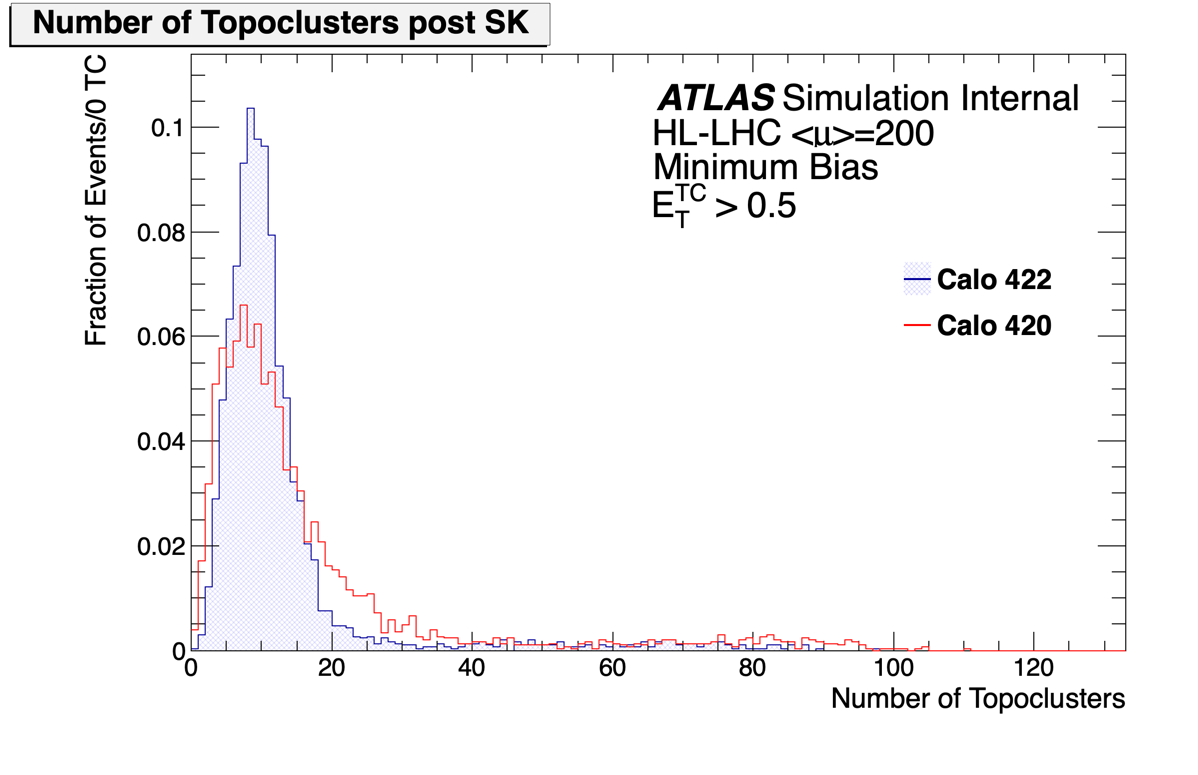 Number of Topoclusters post SK
Fraction of Events/0 TC
ATLAS Simulation Internal
HL-LHC <μ>=200
Minimum Bias
E_T^TC > 0.5
Calo 422
Calo 420
0.1
0.08
0.06
0.04
0.02
0
0 20 40 60 80 100 120
Number of Topoclusters